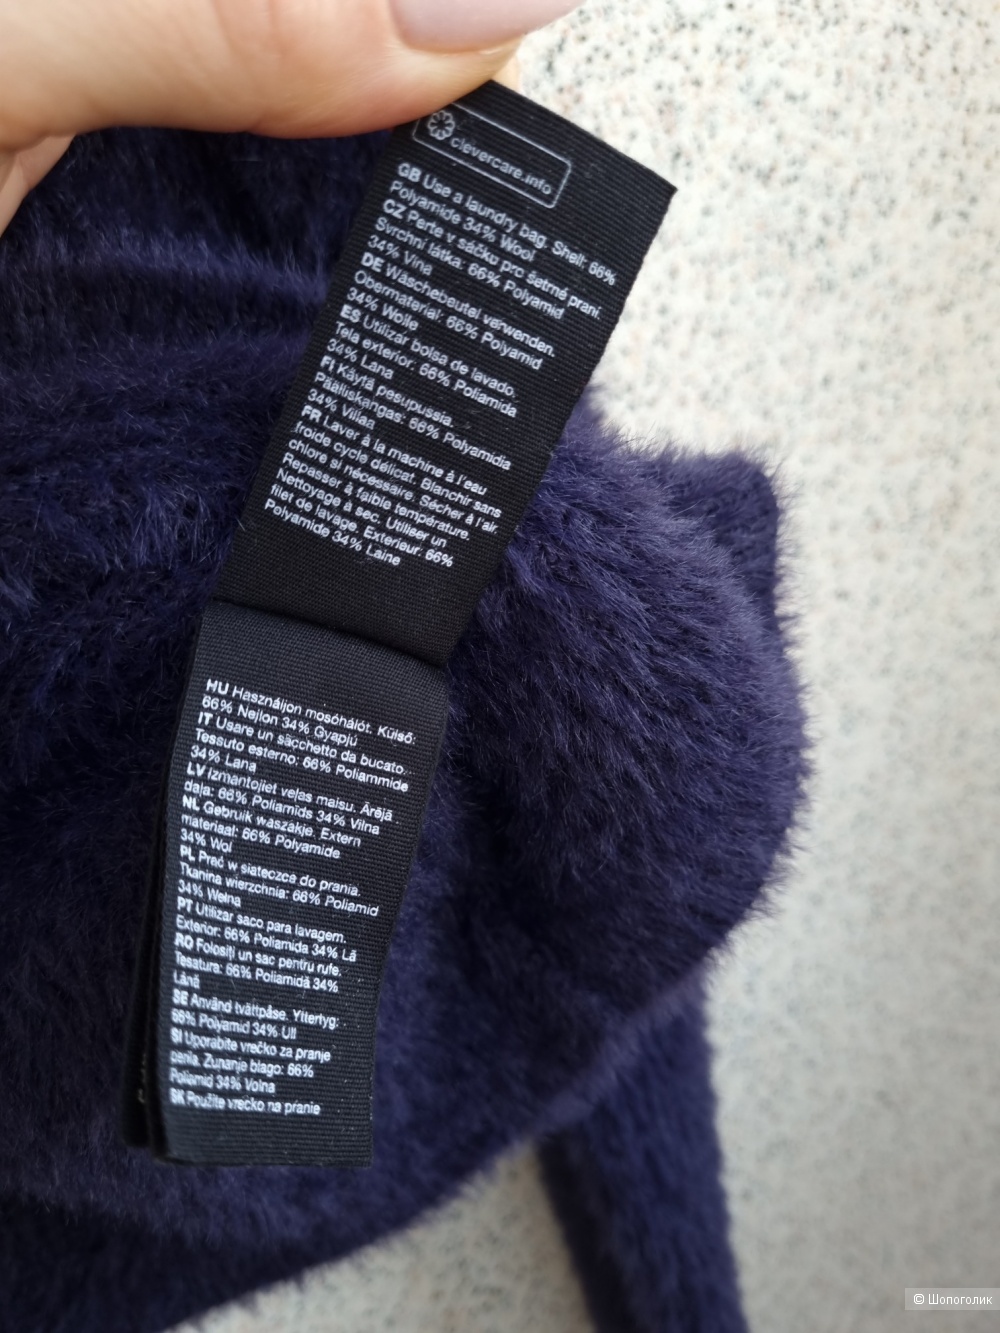 clevercare.info
GB Use a laundry bag. Shell: 66%
Polyamide 34% Wool
CZ Perte v sáčku pro šetrné praní.
Svrchní látka: 66% Polyamid
34% Vlna
DE Wäschebeutel verwenden.
Obermaterial: 66% Polyamid
34% Wolle
ES Utilizar bolsa de lavado.
Tela exterior: 66% Poliamida
34% Lana
FI Käytä pesupussia.
Päälliskangas: 66% Polyamidia
34% Villaa
FR Laver à la machine à l'eau
froide cycle délicat. Blanchir sans
chlore si nécessaire. Sécher à l'air.
Repasser à faible température.
Nettoyage à sec. Utiliser un
filet de lavage. Exterieur: 66%
Polyamide 34% Laine
HU Használjon mosóhálót. Külső:
66% Nejlon 34% Gyapjú
IT Usare un sacchetto da bucato.
Tessuto esterno: 66% Poliammide
34% Lana
LV Izmantojiet veļas maisu. Ārējā
daļa: 66% Poliamīds 34% Vilna
NL Gebruik waszakje. Extern
materiaal: 66% Polyamide
34% Wol
PL Prać w siateczce do prania.
Tkanina wierzchnia: 66% Poliamid
34% Wełna
PT Utilizar saco para lavagem.
Exterior: 66% Poliamida 34% Lã
RO Folosiți un sac pentru rufe.
Tesatura: 66% Poliamidă 34%
Lână
SE Använd tvättpåse. Yttertyg:
66% Polyamid 34% Ull
SI Uporabite vrečko za pranje
perila. Zunanje blago: 66%
Poliamid 34% Volna
SK Použite vrecko na pranie
© Шопоголик